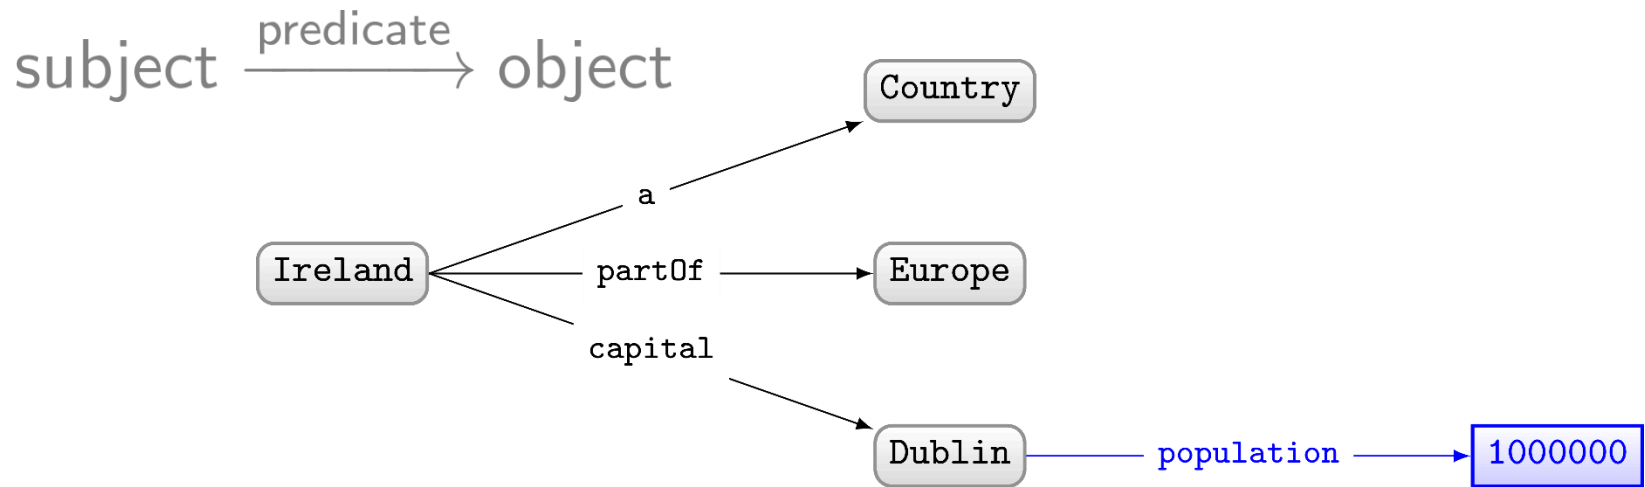 predicate
subject object
Country
a
Ireland partOf Europe
capital
Dublin population 1000000